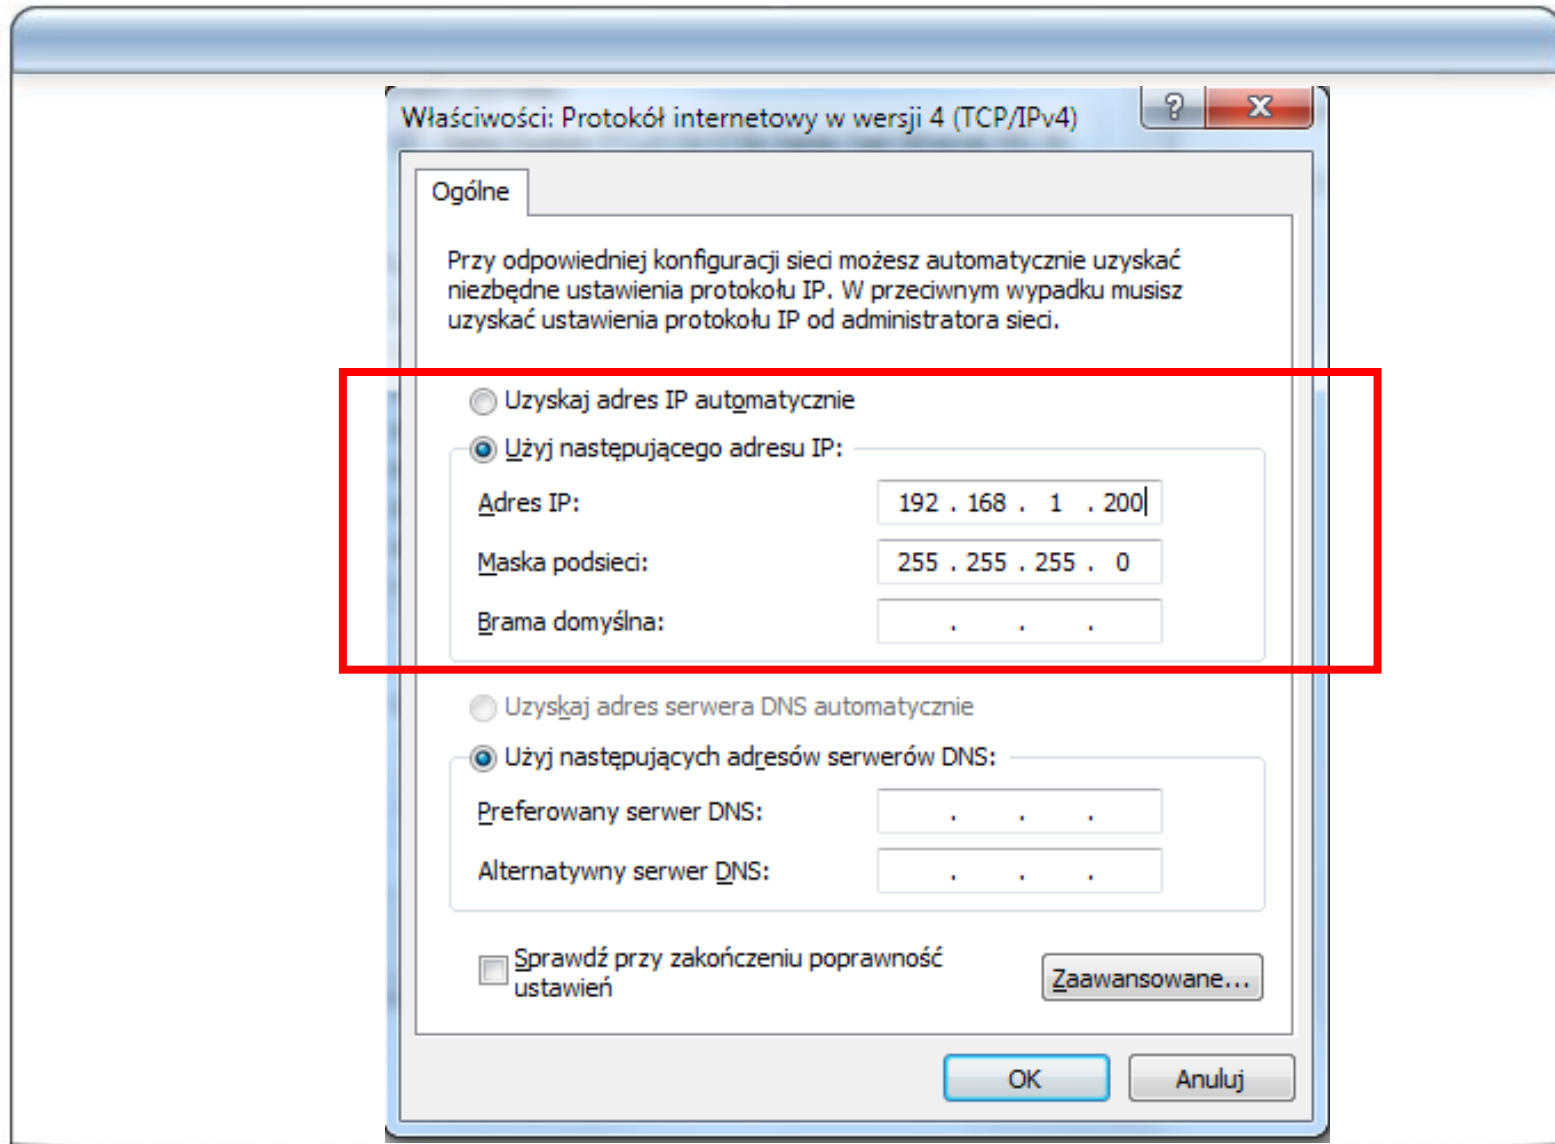 Właściwości: Protokół internetowy w wersji 4 (TCP/IPv4)
?
Ogólne
Przy odpowiedniej konfiguracji sieci możesz automatycznie uzyskać
niezbędne ustawienia protokołu IP. W przeciwnym wypadku musisz
uzyskać ustawienia protokołu IP od administratora sieci.
Uzyskaj adres IP automatycznie
Użyj następującego adresu IP:
Adres IP: 192 . 168 . 1 . 200
Maska podsieci: 255 . 255 . 255 . 0
Brama domyślna: . . .
Uzyskaj adres serwera DNS automatycznie
Użyj następujących adresów serwerów DNS:
Preferowany serwer DNS: . . .
Alternatywny serwer DNS: . . .
Sprawdź przy zakończeniu poprawność
ustawień
Zaawansowane...
OK Anuluj